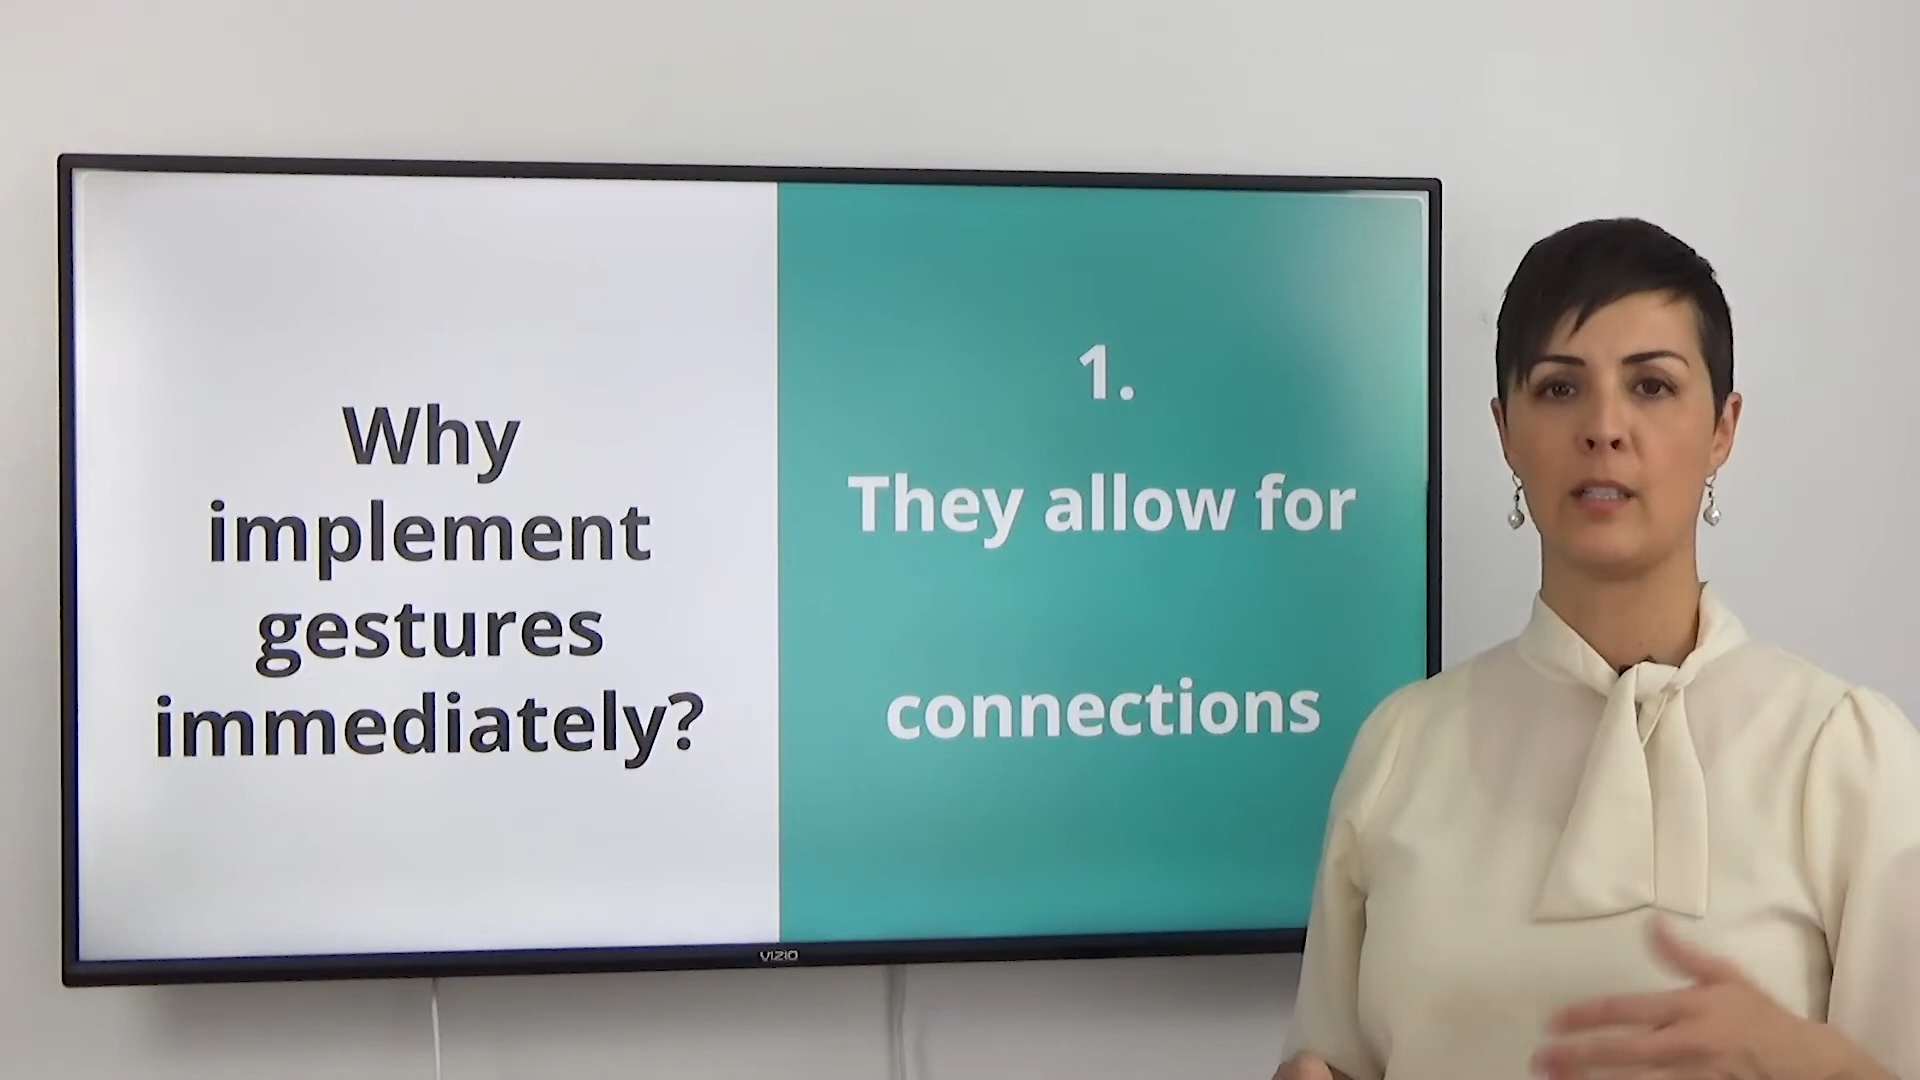 Why
implement
gestures
immediately?
1.
They allow for
connections
VIZIO